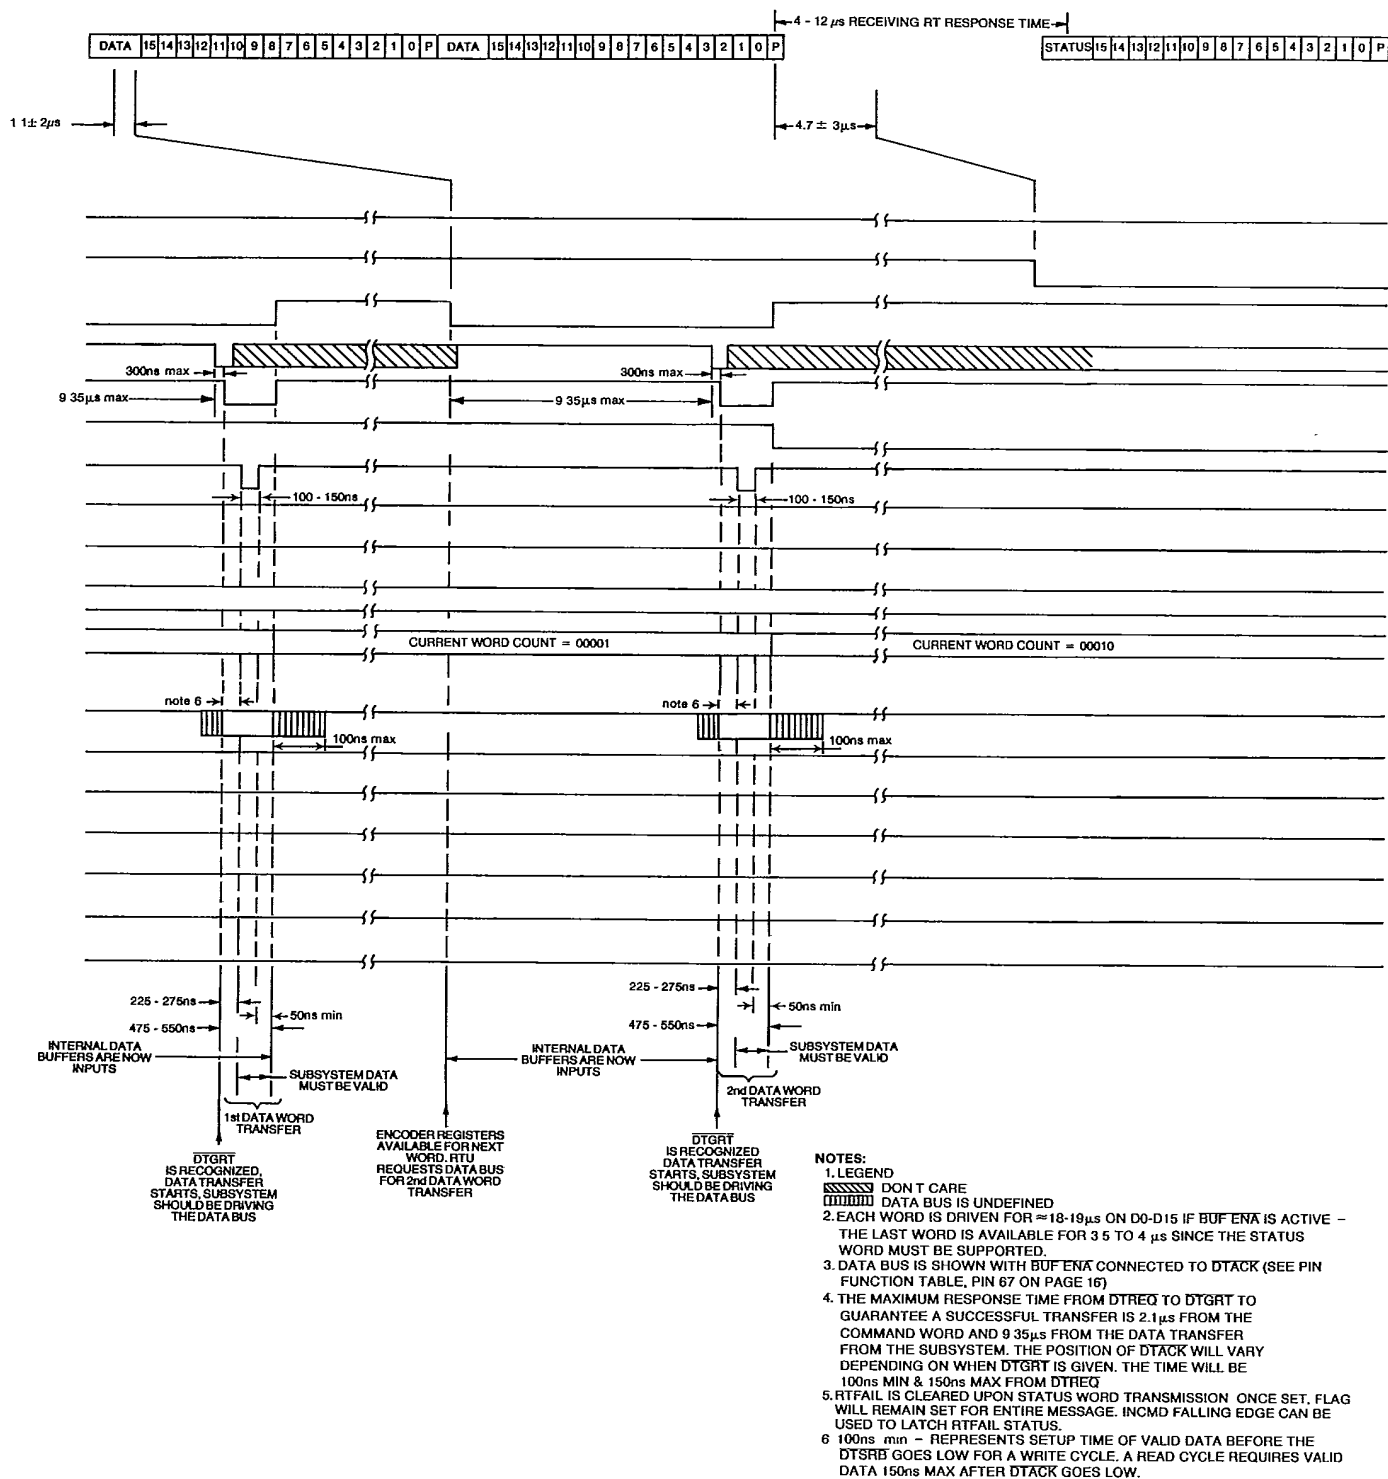 4 - 12 µs RECEIVING RT RESPONSE TIME
DATA 15 14 13 12 11 10 9 8 7 6 5 4 3 2 1 0 P DATA 15 14 13 12 11 10 9 8 7 6 5 4 3 2 1 0 P
STATUS 15 14 13 12 11 10 9 8 7 6 5 4 3 2 1 0 P
1 1± 2µs
4.7 ± 3µs
300ns max
300ns max
9 35µs max
9 35µs max
100 - 150ns
100 - 150ns
CURRENT WORD COUNT = 00001
CURRENT WORD COUNT = 00010
note 6
note 6
100ns max
100ns max
225 - 275ns
225 - 275ns
50ns min
50ns min
475 - 550ns
475 - 550ns
INTERNAL DATA
BUFFERS ARE NOW
INPUTS
SUBSYSTEM DATA
MUST BE VALID
INTERNAL DATA
BUFFERS ARE NOW
INPUTS
SUBSYSTEM DATA
MUST BE VALID
1st DATA WORD
TRANSFER
2nd DATA WORD
TRANSFER
DTGRT
IS RECOGNIZED,
DATA TRANSFER
STARTS, SUBSYSTEM
SHOULD BE DRIVING
THE DATA BUS
ENCODER REGISTERS
AVAILABLE FOR NEXT
WORD. RTU
REQUESTS DATA BUS
FOR 2nd DATA WORD
TRANSFER
DTGRT
IS RECOGNIZED
DATA TRANSFER
STARTS, SUBSYSTEM
SHOULD BE DRIVING
THE DATA BUS
NOTES:
1. LEGEND
DON T CARE
DATA BUS IS UNDEFINED
2. EACH WORD IS DRIVEN FOR ≈18-19µs ON D0-D15 IF BUF ENA IS ACTIVE –
THE LAST WORD IS AVAILABLE FOR 3 5 TO 4 µs SINCE THE STATUS
WORD MUST BE SUPPORTED.
3. DATA BUS IS SHOWN WITH BUF ENA CONNECTED TO DTACK (SEE PIN
FUNCTION TABLE, PIN 67 ON PAGE 16)
4. THE MAXIMUM RESPONSE TIME FROM DTREQ TO DTGRT TO
GUARANTEE A SUCCESSFUL TRANSFER IS 2.1µs FROM THE
COMMAND WORD AND 9 35µs FROM THE DATA TRANSFER
FROM THE SUBSYSTEM. THE POSITION OF DTACK WILL VARY
DEPENDING ON WHEN DTGRT IS GIVEN. THE TIME WILL BE
100ns MIN & 150ns MAX FROM DTREQ
5. RTFAIL IS CLEARED UPON STATUS WORD TRANSMISSION ONCE SET, FLAG
WILL REMAIN SET FOR ENTIRE MESSAGE. INCMD FALLING EDGE CAN BE
USED TO LATCH RTFAIL STATUS.
6 100ns min – REPRESENTS SETUP TIME OF VALID DATA BEFORE THE
DTSRB GOES LOW FOR A WRITE CYCLE. A READ CYCLE REQUIRES VALID
DATA 150ns MAX AFTER DTACK GOES LOW.